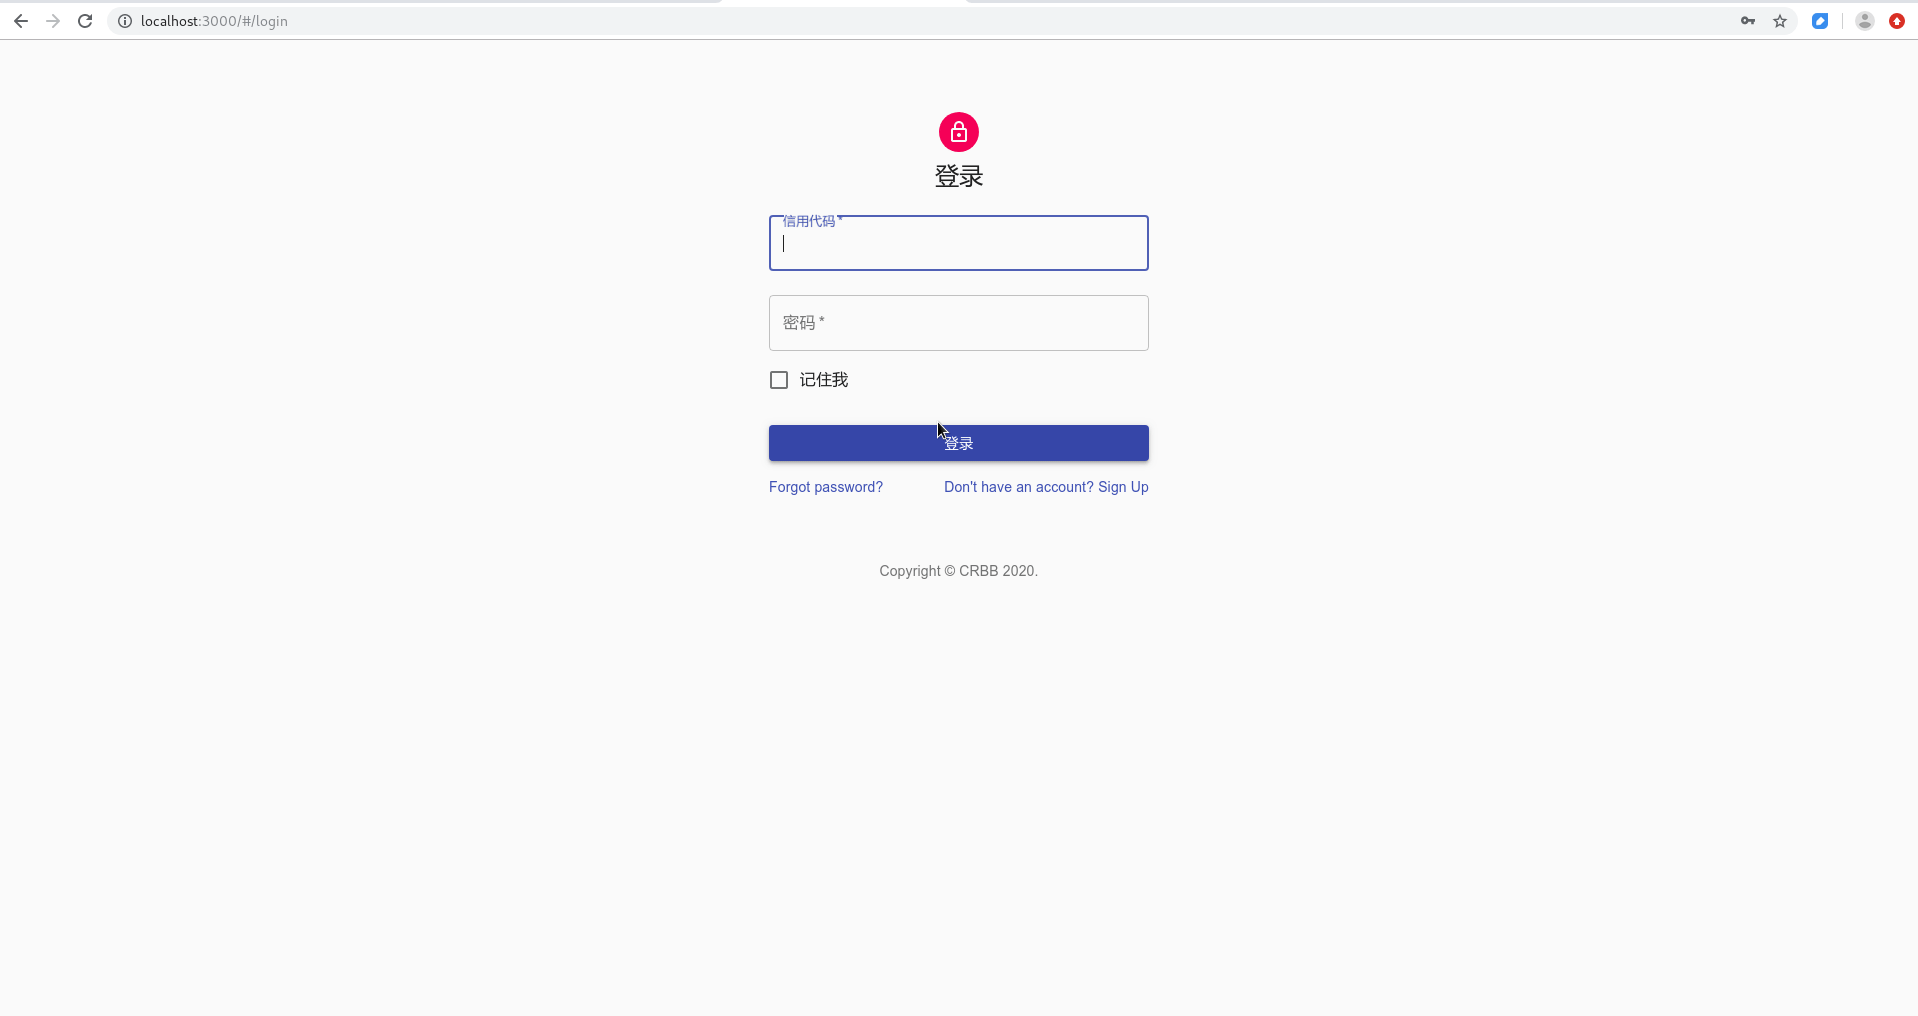 localhost:3000/#/login
登录
信用代码 *
密码 *
记住我
登录
Forgot password? Don't have an account? Sign Up
Copyright © CRBB 2020.